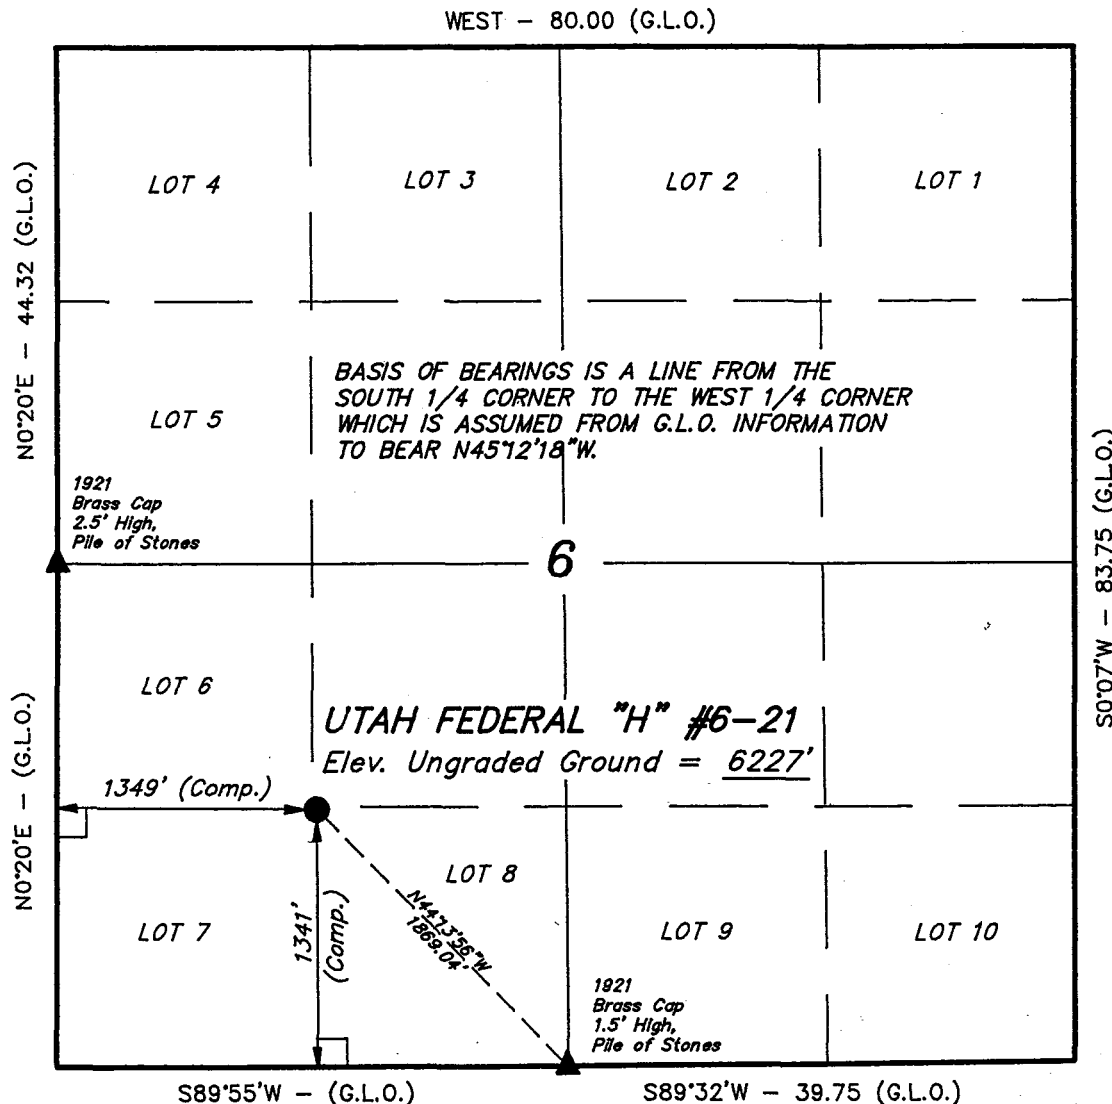 WEST - 80.00 (G.L.O.)
LOT 4
LOT 3
LOT 2
LOT 1
N0°20'E - 44.32 (G.L.O.)
BASIS OF BEARINGS IS A LINE FROM THE
SOUTH 1/4 CORNER TO THE WEST 1/4 CORNER
WHICH IS ASSUMED FROM G.L.O. INFORMATION
TO BEAR N45°12'18"W.
LOT 5
1921
Brass Cap
2.5' High,
Pile of Stones
6
S0°07'W - 83.75 (G.L.O.)
LOT 6
UTAH FEDERAL "H" #6-21
Elev. Ungraded Ground = 6227'
1349' (Comp.)
N0°20'E - (G.L.O.)
LOT 8
N44°13'56"W
1869.04'
1341'
(Comp.)
LOT 7
LOT 9
LOT 10
1921
Brass Cap
1.5' High,
Pile of Stones
S89°55'W - (G.L.O.)
S89°32'W - 39.75 (G.L.O.)